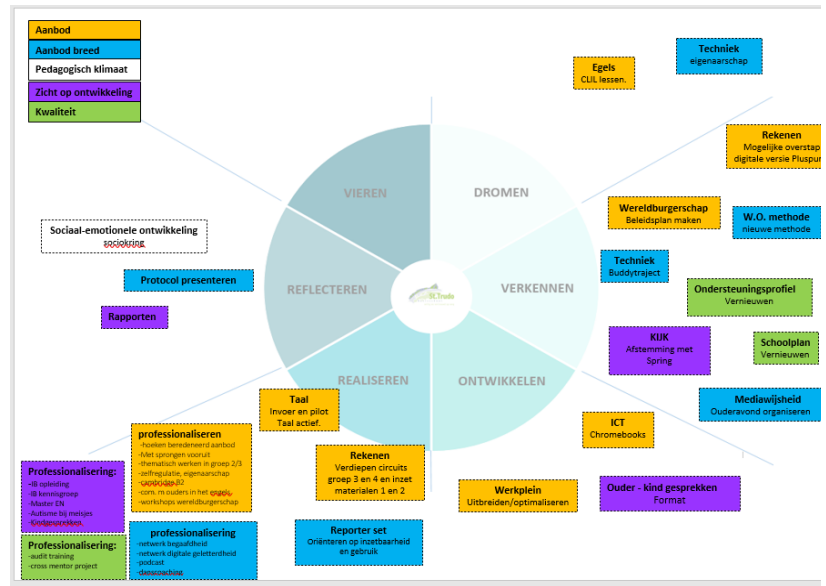 Aanbod
Aanbod breed
Pedagogisch klimaat
Zicht op ontwikkeling
Kwaliteit
Egels
CLIL lessen.
Techniek
eigenaarschap
Rekenen
Mogelijke overstap
digitale versie Pluspun
VIEREN
DROMEN
Wereldburgerschap
Beleidsplan maken
W.O. methode
nieuwe methode
Sociaal-emotionele ontwikkeling
sociokring
Techniek
Buddytraject
Protocol presenteren
REFLECTEREN
St.Trudo
VERKENNEN
Ondersteuningsprofiel
Vernieuwen
Rapporten
KIJK
Afstemming met
Spring
Schoolplan
Vernieuwen
REALISEREN
ONTWIKKELEN
Mediawijsheid
Ouderavond organiseren
Taal
Invoer en pilot
Taal actief.
ICT
Chromebooks
professionaliseren
-hoeken beredeneerd aanbod
-Met sprongen vooruit
-thematisch werken in groep 2/3
-zelfregulatie, eigenaarschap
-cambridge B2
-com. m ouders in het engels
-workshops wereldburgerschap
Rekenen
Verdiepen circuits
groep 3 en 4 en inzet
materialen 1 en 2
Professionalisering:
-IB opleiding
-IB kennisgroep
-Master EN
-Autisme bij meisjes
-Kindgesprekken
Werkplein
Uitbreiden/optimaliseren
Ouder - kind gesprekken
Format
Professionalisering:
-audit training
-cross mentor project
professionalisering
-netwerk begaafdheid
-netwerk digitale geletterdheid
-podcast
-danscoaching
Reporter set
Oriënteren op inzetbaarheid
en gebruik